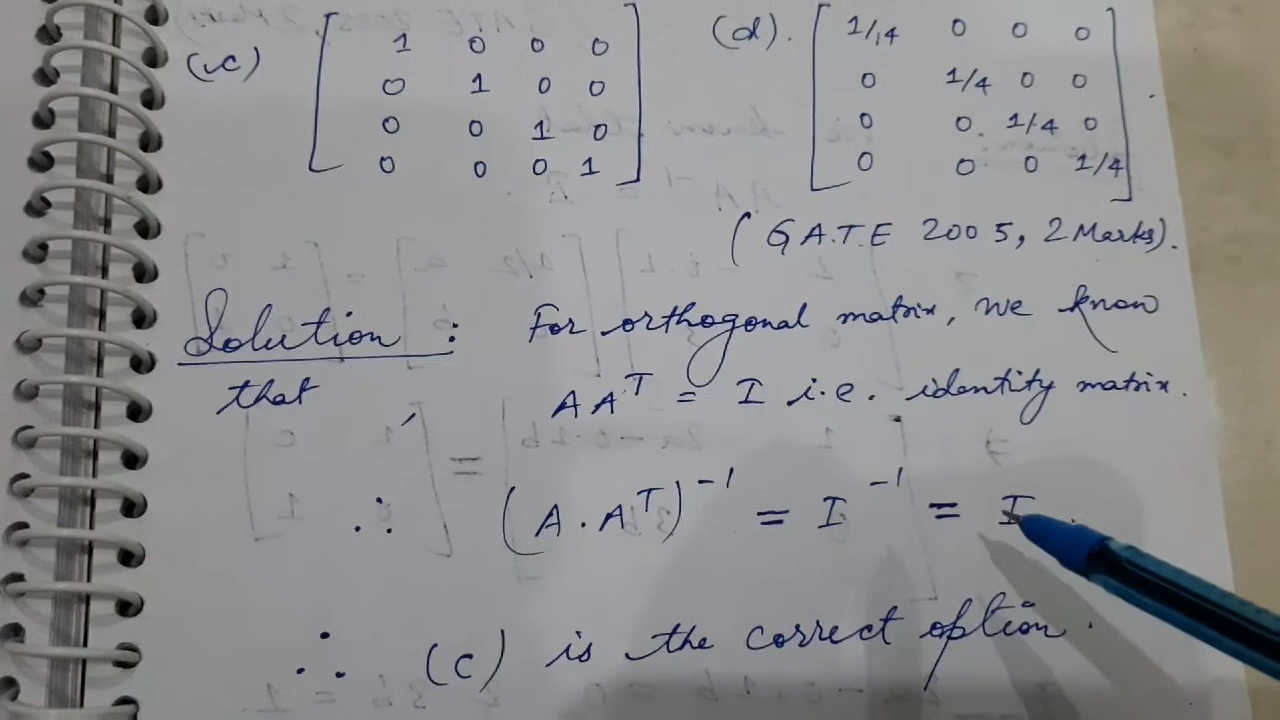 (c) [ 1 0 0 0 (d). [ 1/4 0 0 0
0 1 0 0 0 1/4 0 0
0 0 1 0 0 0. 1/4 0
0 0 0 1 ] 0 0 0 1/4 ].
(GATE 2005, 2 Marks).
Solution : For orthogonal matrix, we know
that AA^T = I i.e. identity matrix.
∴ (A·A^T)^-1 = I^-1 = I
∴ (c) is the correct option.